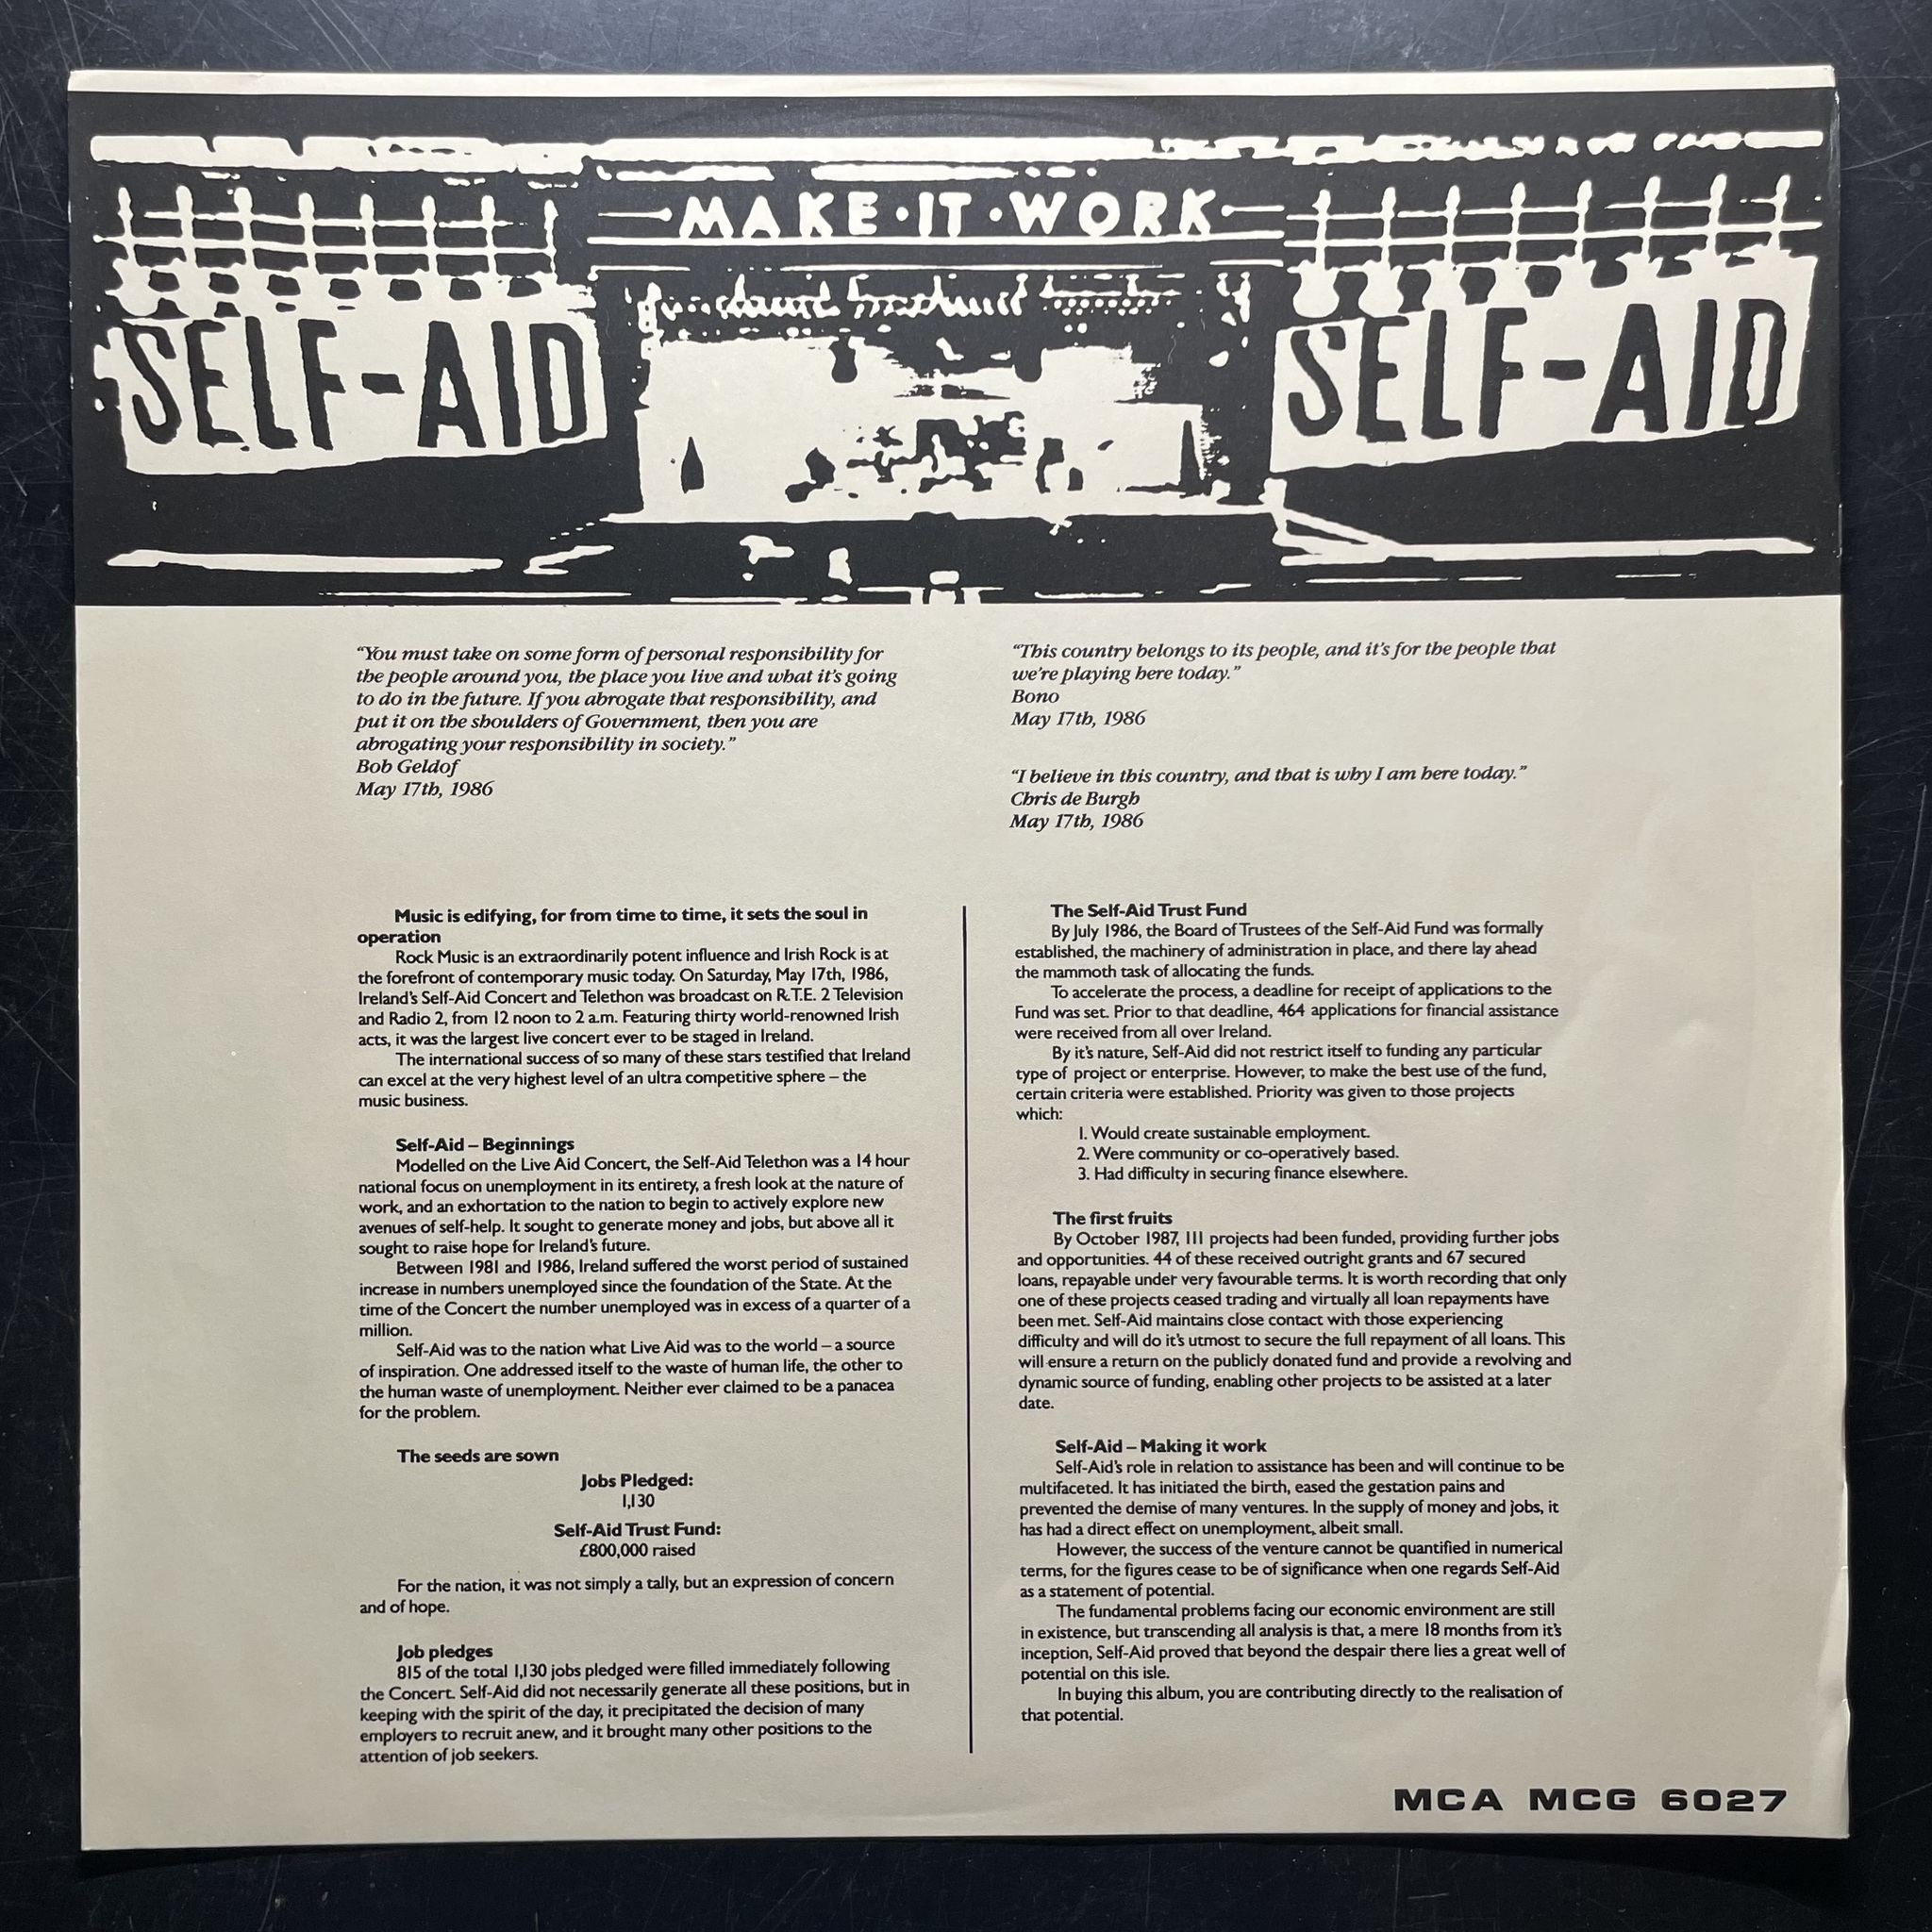 MAKE·IT·WORK
SELF-AID
SELF-AID
“You must take on some form of personal responsibility for
the people around you, the place you live and what it's going
to do in the future. If you abrogate that responsibility, and
put it on the shoulders of Government, then you are
abrogating your responsibility in society.”
Bob Geldof
May 17th, 1986
“This country belongs to its people, and it's for the people that
we're playing here today.”
Bono
May 17th, 1986
“I believe in this country, and that is why I am here today.”
Chris de Burgh
May 17th, 1986
Music is edifying, for from time to time, it sets the soul in
operation
Rock Music is an extraordinarily potent influence and Irish Rock is at
the forefront of contemporary music today. On Saturday, May 17th, 1986,
Ireland's Self-Aid Concert and Telethon was broadcast on R.T.E. 2 Television
and Radio 2, from 12 noon to 2 a.m. Featuring thirty world-renowned Irish
acts, it was the largest live concert ever to be staged in Ireland.
The international success of so many of these stars testified that Ireland
can excel at the very highest level of an ultra competitive sphere – the
music business.
Self-Aid – Beginnings
Modelled on the Live Aid Concert, the Self-Aid Telethon was a 14 hour
national focus on unemployment in its entirety, a fresh look at the nature of
work, and an exhortation to the nation to begin to actively explore new
avenues of self-help. It sought to generate money and jobs, but above all it
sought to raise hope for Ireland's future.
Between 1981 and 1986, Ireland suffered the worst period of sustained
increase in numbers unemployed since the foundation of the State. At the
time of the Concert the number unemployed was in excess of a quarter of a
million.
Self-Aid was to the nation what Live Aid was to the world – a source
of inspiration. One addressed itself to the waste of human life, the other to
the human waste of unemployment. Neither ever claimed to be a panacea
for the problem.
The seeds are sown
Jobs Pledged:
1,130
Self-Aid Trust Fund:
£800,000 raised
For the nation, it was not simply a tally, but an expression of concern
and of hope.
Job pledges
815 of the total 1,130 jobs pledged were filled immediately following
the Concert. Self-Aid did not necessarily generate all these positions, but in
keeping with the spirit of the day, it precipitated the decision of many
employers to recruit anew, and it brought many other positions to the
attention of job seekers.
The Self-Aid Trust Fund
By July 1986, the Board of Trustees of the Self-Aid Fund was formally
established, the machinery of administration in place, and there lay ahead
the mammoth task of allocating the funds.
To accelerate the process, a deadline for receipt of applications to the
Fund was set. Prior to that deadline, 464 applications for financial assistance
were received from all over Ireland.
By it's nature, Self-Aid did not restrict itself to funding any particular
type of project or enterprise. However, to make the best use of the fund,
certain criteria were established. Priority was given to those projects
which:
1. Would create sustainable employment.
2. Were community or co-operatively based.
3. Had difficulty in securing finance elsewhere.
The first fruits
By October 1987, 111 projects had been funded, providing further jobs
and opportunities. 44 of these received outright grants and 67 secured
loans, repayable under very favourable terms. It is worth recording that only
one of these projects ceased trading and virtually all loan repayments have
been met. Self-Aid maintains close contact with those experiencing
difficulty and will do it's utmost to secure the full repayment of all loans. This
will ensure a return on the publicly donated fund and provide a revolving and
dynamic source of funding, enabling other projects to be assisted at a later
date.
Self-Aid – Making it work
Self-Aid's role in relation to assistance has been and will continue to be
multifaceted. It has initiated the birth, eased the gestation pains and
prevented the demise of many ventures. In the supply of money and jobs, it
has had a direct effect on unemployment, albeit small.
However, the success of the venture cannot be quantified in numerical
terms, for the figures cease to be of significance when one regards Self-Aid
as a statement of potential.
The fundamental problems facing our economic environment are still
in existence, but transcending all analysis is that, a mere 18 months from it's
inception, Self-Aid proved that beyond the despair there lies a great well of
potential on this isle.
In buying this album, you are contributing directly to the realisation of
that potential.
MCA MCG 6027